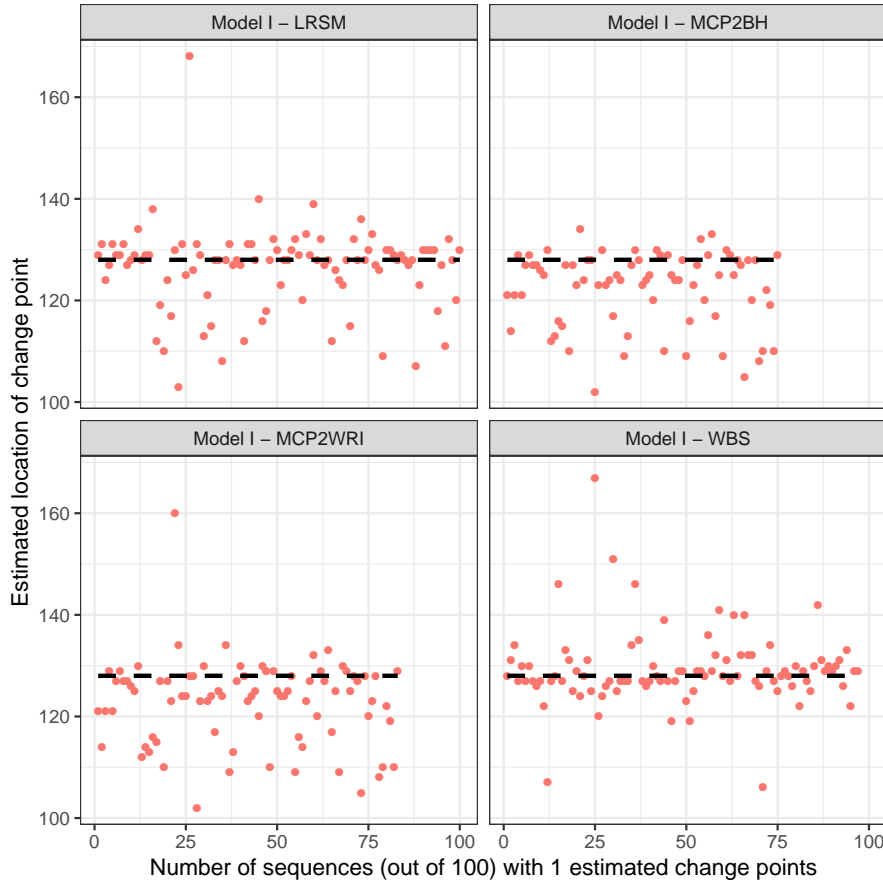 Model I − LRSM
Model I − MCP2BH
160
140
120
100
Model I − MCP2WRI
Model I − WBS
160
140
120
100
0 25 50 75 100
0 25 50 75 100
Estimated location of change point
Number of sequences (out of 100) with 1 estimated change points